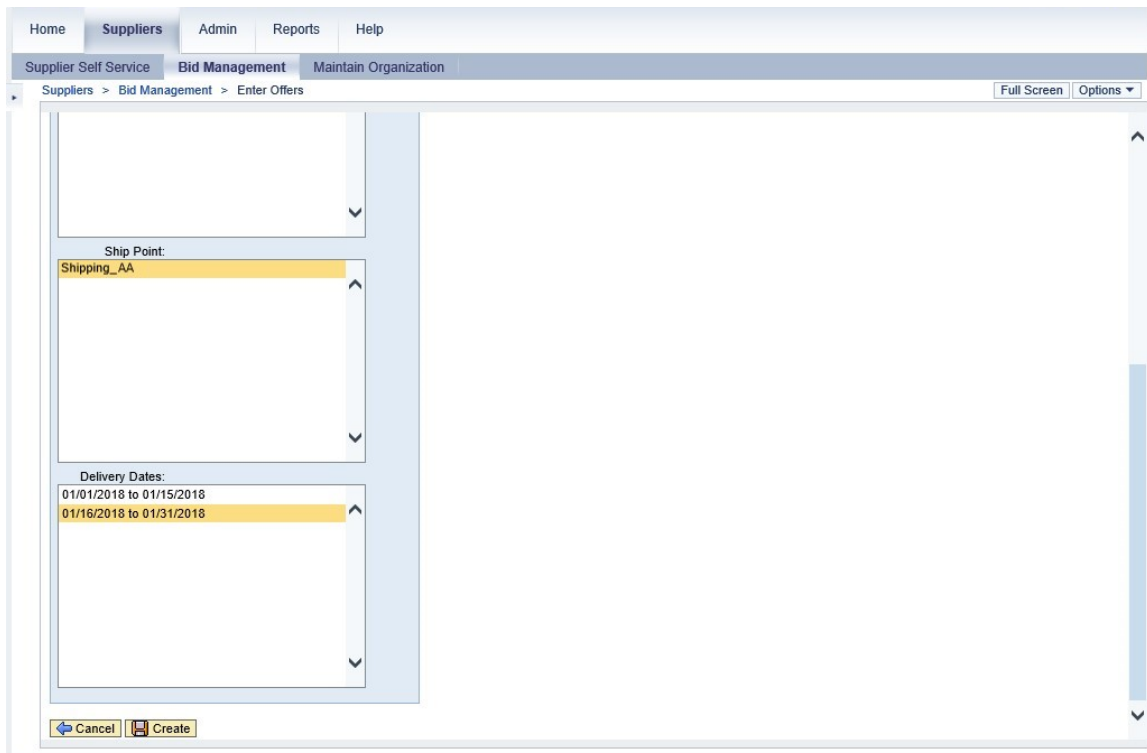 Home Suppliers Admin Reports Help
Supplier Self Service Bid Management Maintain Organization
Suppliers > Bid Management > Enter Offers Full Screen Options
Ship Point:
Shipping_AA
Delivery Dates:
01/01/2018 to 01/15/2018
01/16/2018 to 01/31/2018
Cancel Create